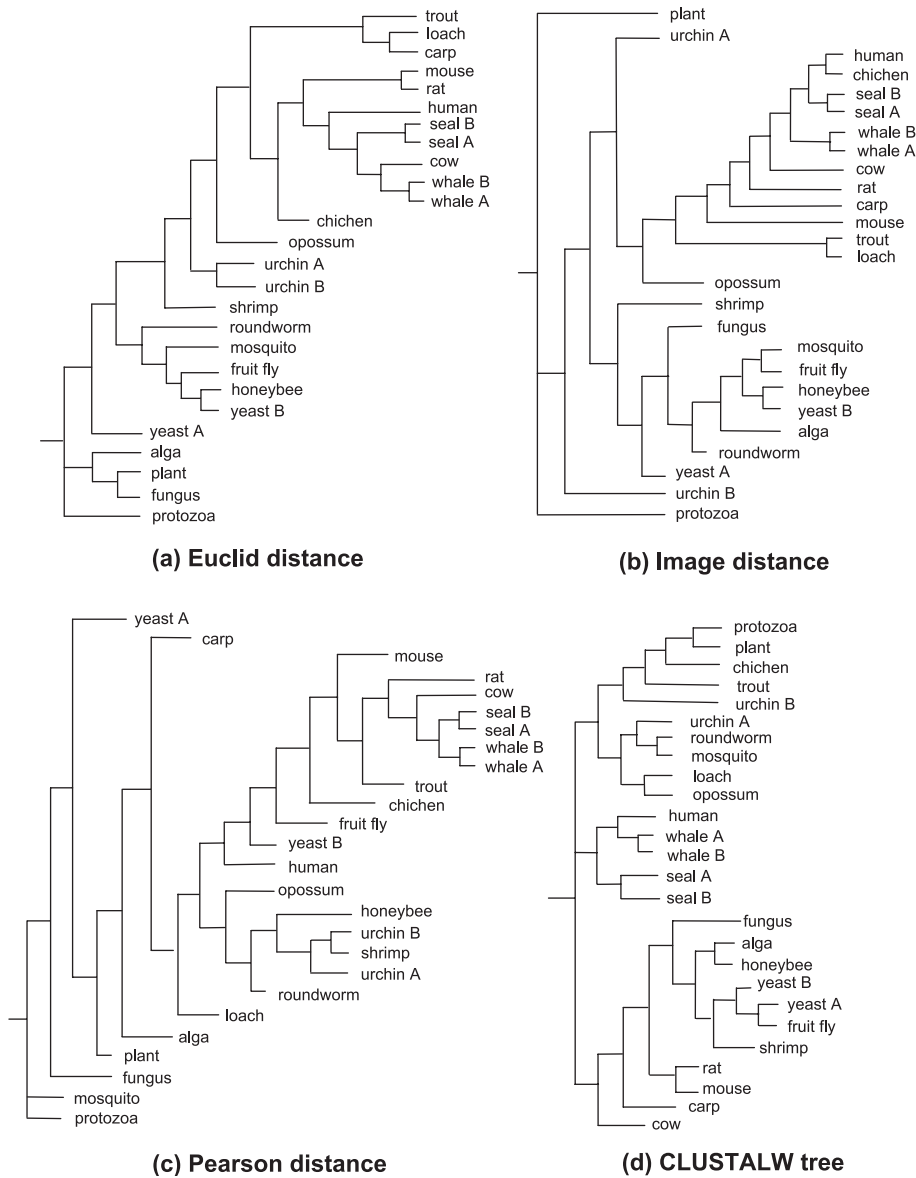 trout
loach
carp
mouse
rat
human
seal B
seal A
cow
whale B
whale A
chichen
opossum
urchin A
urchin B
shrimp
roundworm
mosquito
fruit fly
honeybee
yeast B
yeast A
alga
plant
fungus
protozoa
(a) Euclid distance
plant
urchin A
human
chichen
seal B
seal A
whale B
whale A
cow
rat
carp
mouse
trout
loach
opossum
shrimp
fungus
mosquito
fruit fly
honeybee
yeast B
alga
roundworm
yeast A
urchin B
protozoa
(b) Image distance
yeast A
carp
mouse
rat
cow
seal B
seal A
whale B
whale A
trout
chichen
fruit fly
yeast B
human
opossum
honeybee
urchin B
shrimp
urchin A
roundworm
loach
alga
plant
fungus
mosquito
protozoa
(c) Pearson distance
protozoa
plant
chichen
trout
urchin B
urchin A
roundworm
mosquito
loach
opossum
human
whale A
whale B
seal A
seal B
fungus
alga
honeybee
yeast B
yeast A
fruit fly
shrimp
rat
mouse
carp
cow
(d) CLUSTALW tree